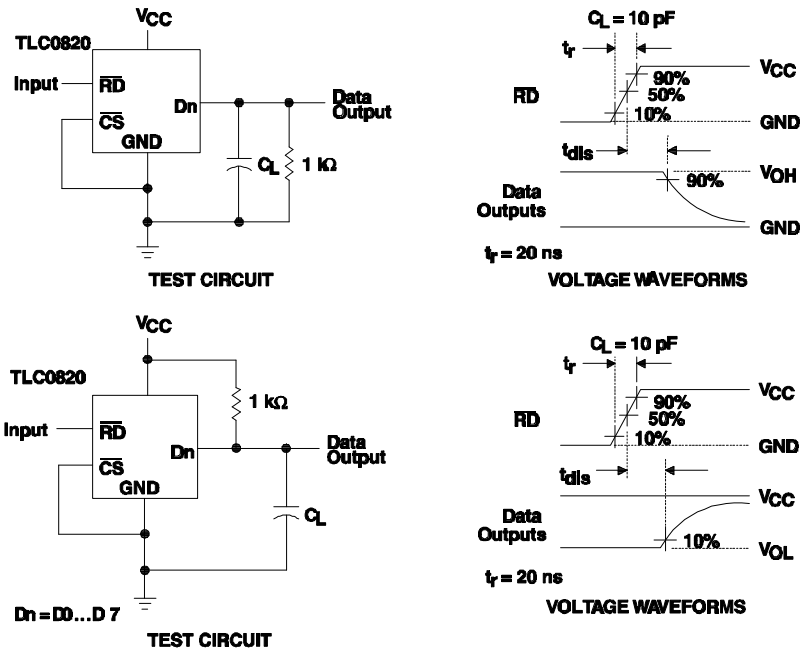 VCC
TLC0820
Input
RD
Dn
Data
Output
CS
GND
CL
1 kΩ
TEST CIRCUIT
CL = 10 pF
tr
VCC
90%
RD
50%
10%
GND
tdis
VOH
90%
Data
Outputs
GND
tr = 20 ns
VOLTAGE WAVEFORMS
VCC
TLC0820
1 kΩ
Input
RD
Dn
Data
Output
CS
GND
CL
Dn = D0...D 7
TEST CIRCUIT
CL = 10 pF
tr
VCC
90%
RD
50%
10%
GND
tdis
VCC
Data
Outputs
10%
VOL
tr = 20 ns
VOLTAGE WAVEFORMS